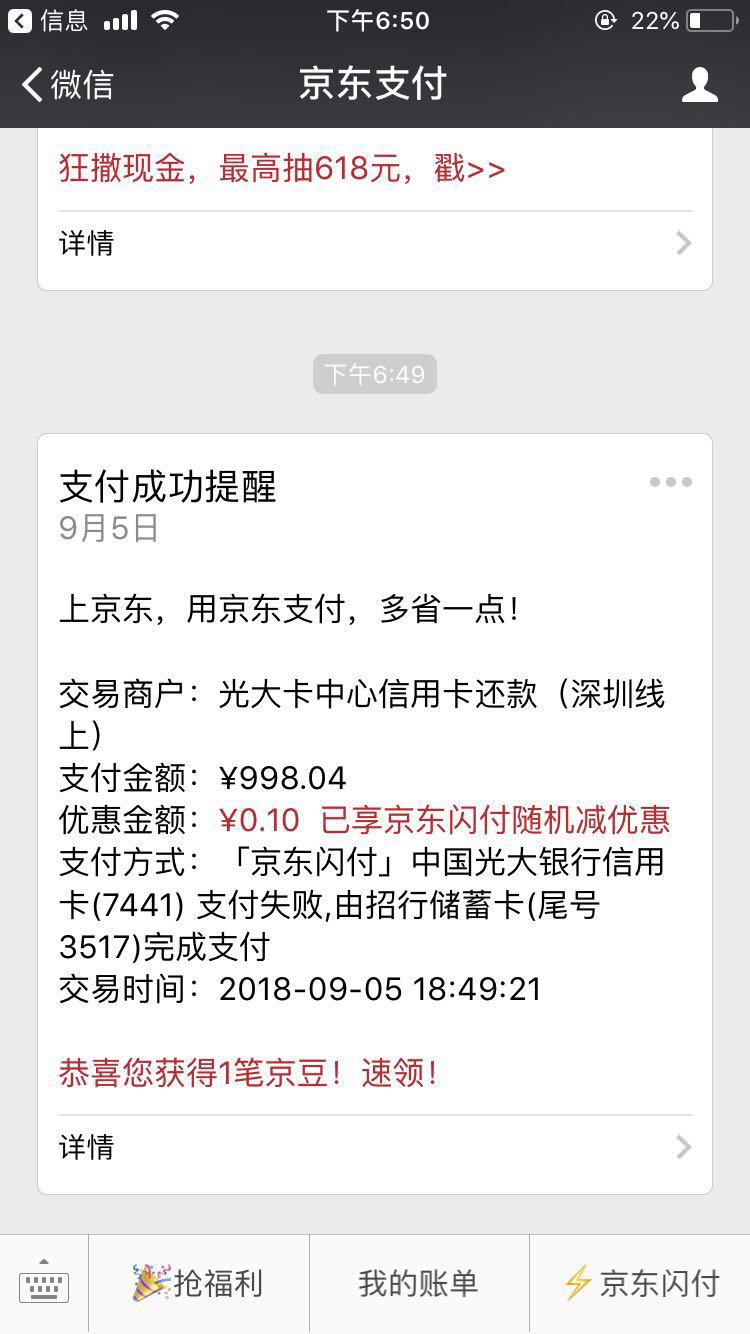 信息
下午6:50
22%
微信
京东支付
狂撒现金，最高抽618元，戳>>
详情
下午6:49
支付成功提醒
9月5日
上京东，用京东支付，多省一点！
交易商户：光大卡中心信用卡还款（深圳线
上）
支付金额：¥998.04
优惠金额：¥0.10 已享京东闪付随机减优惠
支付方式：「京东闪付」中国光大银行信用
卡(7441) 支付失败,由招行储蓄卡(尾号
3517)完成支付
交易时间：2018-09-05 18:49:21
恭喜您获得1笔京豆！速领！
详情
抢福利
我的账单
京东闪付